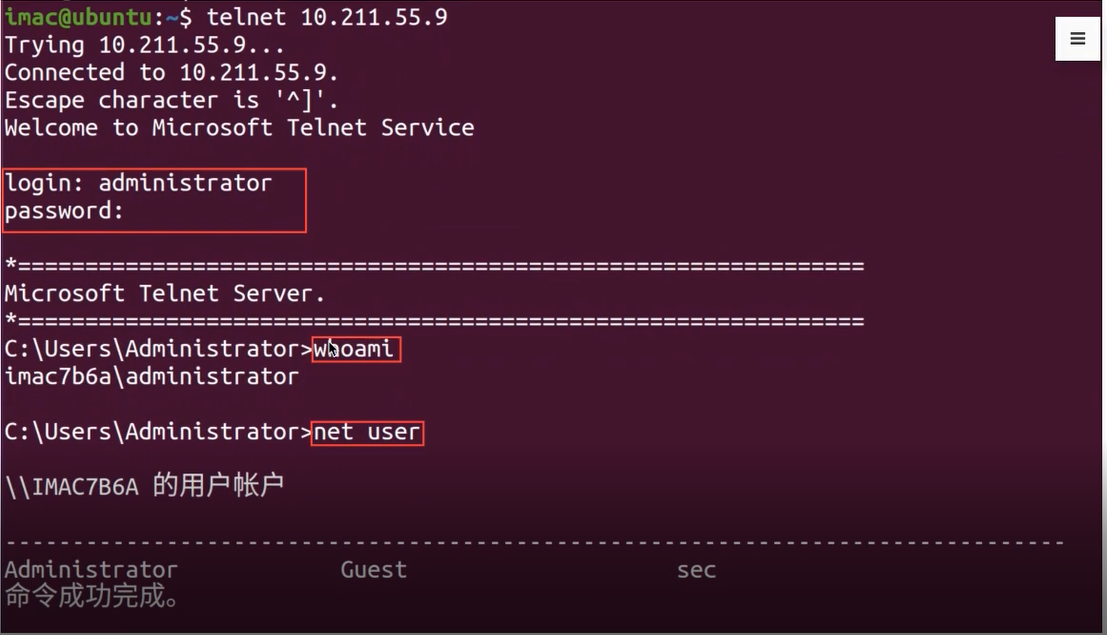 imac@ubuntu:~$ telnet 10.211.55.9
Trying 10.211.55.9...
Connected to 10.211.55.9.
Escape character is '^]'.
Welcome to Microsoft Telnet Service
login: administrator
password:
*===============================================================
Microsoft Telnet Server.
*===============================================================
C:\Users\Administrator>whoami
imac7b6a\administrator
C:\Users\Administrator>net user
\\IMAC7B6A 的用户帐户
-------------------------------------------------------------------------------
Administrator            Guest                    sec
命令成功完成。